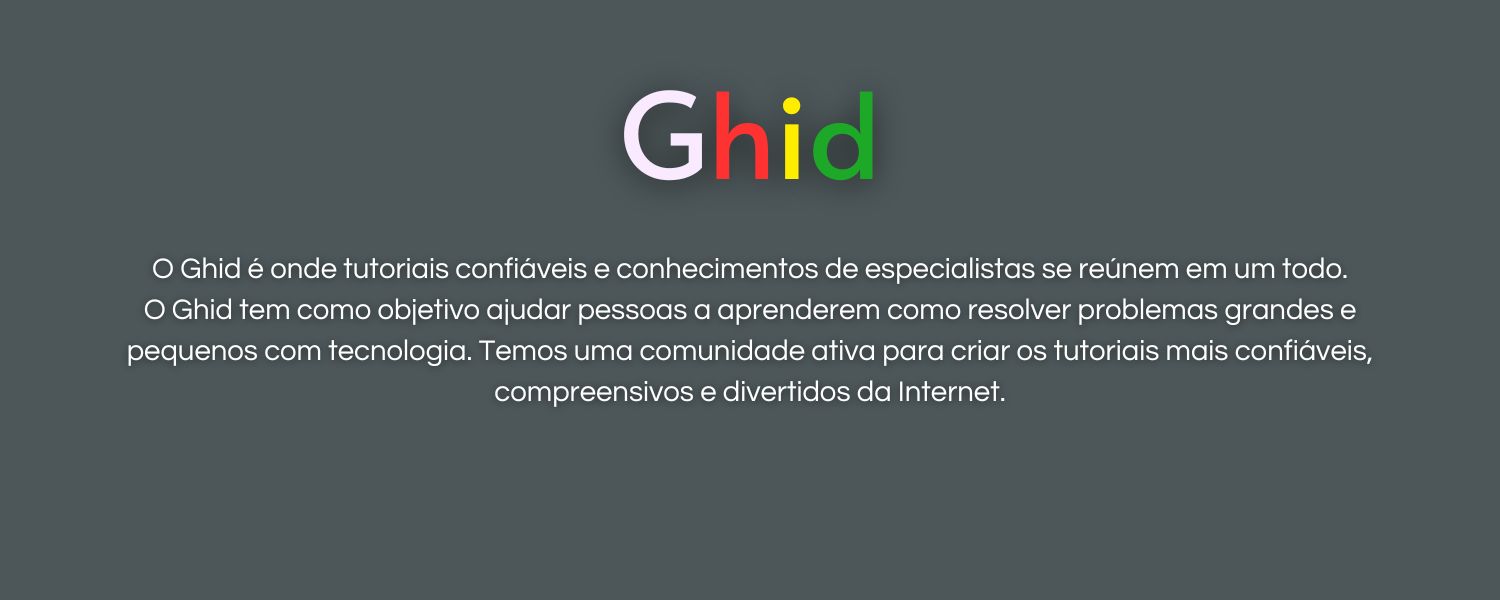 Ghid
O Ghid é onde tutoriais confiáveis e conhecimentos de especialistas se reúnem em um todo.
O Ghid tem como objetivo ajudar pessoas a aprenderem como resolver problemas grandes e
pequenos com tecnologia. Temos uma comunidade ativa para criar os tutoriais mais confiáveis,
compreensivos e divertidos da Internet.